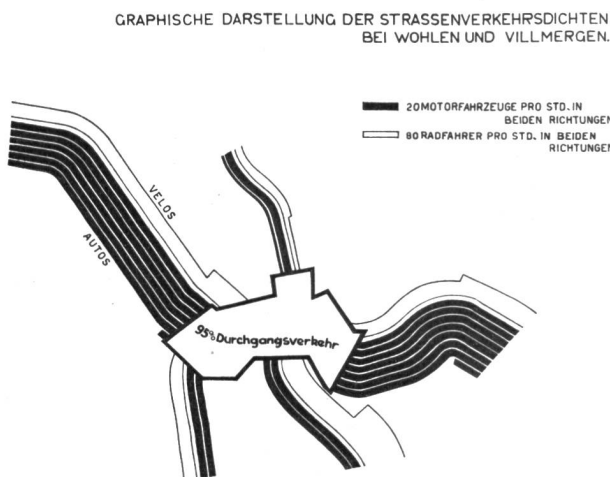 GRAPHISCHE DARSTELLUNG DER STRASSENVERKEHRSDICHTEN
BEI WOHLEN UND VILLMERGEN.
20 MOTORFAHRZEUGE PRO STD. IN
BEIDEN RICHTUNGEN
80 RADFAHRER PRO STD. IN BEIDEN
RICHTUNGEN
VELOS
AUTOS
95% Durchgangsverkehr